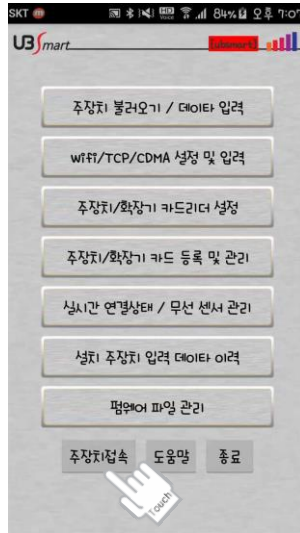 SKT 84% 오후 7:07
UBSmart [ubsmart]
주장치 불러오기 / 데이타 입력
Wifi/TCP/CDMA 설정 및 입력
주장치/확장기 카드리더 설정
주장치/확장기 카드 등록 및 관리
실시간 연결상태 / 무선 센서 관리
설치 주장치 입력 데이타 이력
펌웨어 파일 관리
주장치접속 도움말 종료
Touch